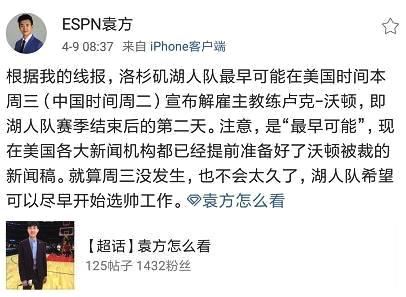 ESPN袁方
4-9 08:37 来自 iPhone客户端
根据我的线报，洛杉矶湖人队最早可能在美国时间本
周三（中国时间周二）宣布解雇主教练卢克-沃顿，即
湖人队赛季结束后的第二天。注意，是“最早可能”，现
在美国各大新闻机构都已经提前准备好了沃顿被裁的
新闻稿。就算周三没发生，也不会太久了，湖人队希望
可以尽早开始选帅工作。袁方怎么看
【超话】袁方怎么看
125帖子 1432粉丝